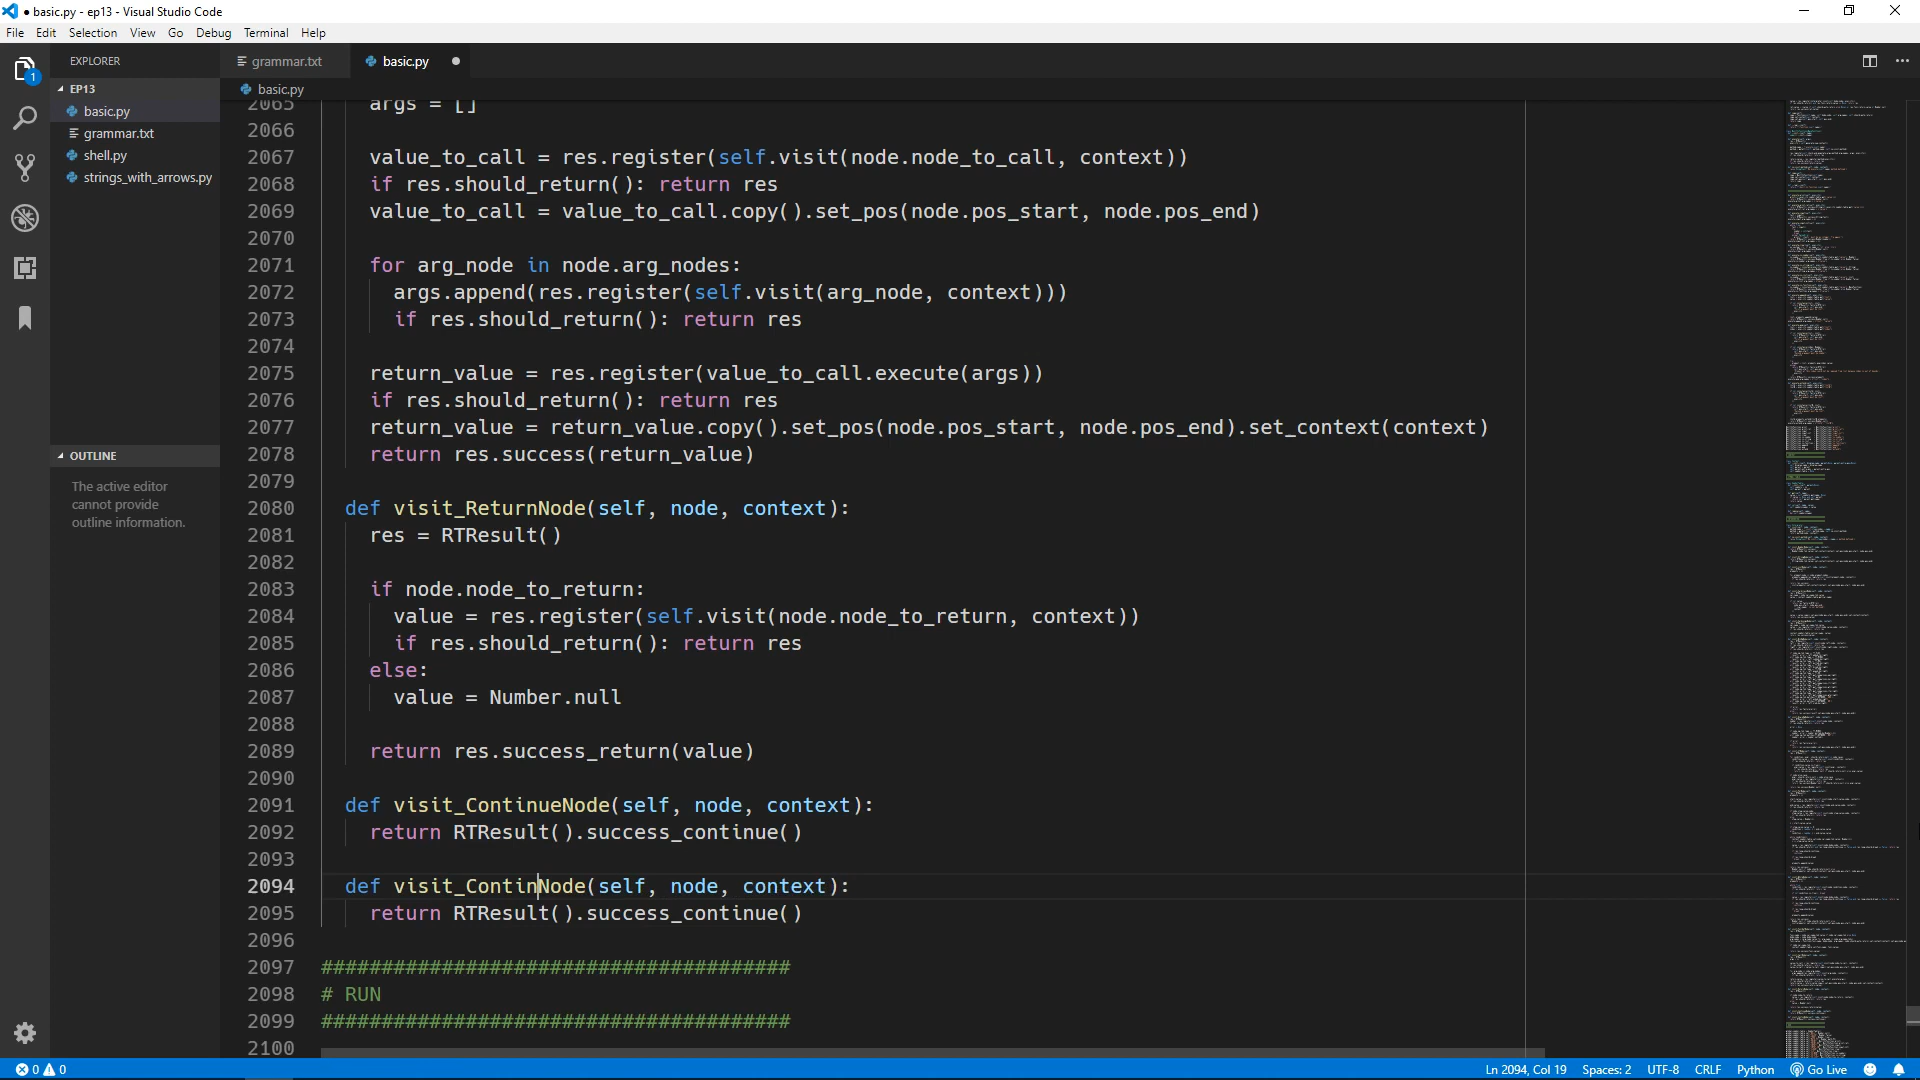 ● basic.py - ep13 - Visual Studio Code
File Edit Selection View Go Debug Terminal Help
1
EXPLORER
EP13
basic.py
grammar.txt
shell.py
strings_with_arrows.py
OUTLINE
The active editor
cannot provide
outline information.
grammar.txt
basic.py ●
basic.py
2065 args = []
2066
2067 value_to_call = res.register(self.visit(node.node_to_call, context))
2068 if res.should_return(): return res
2069 value_to_call = value_to_call.copy().set_pos(node.pos_start, node.pos_end)
2070
2071 for arg_node in node.arg_nodes:
2072 args.append(res.register(self.visit(arg_node, context)))
2073 if res.should_return(): return res
2074
2075 return_value = res.register(value_to_call.execute(args))
2076 if res.should_return(): return res
2077 return_value = return_value.copy().set_pos(node.pos_start, node.pos_end).set_context(context)
2078 return res.success(return_value)
2079
2080 def visit_ReturnNode(self, node, context):
2081 res = RTResult()
2082
2083 if node.node_to_return:
2084 value = res.register(self.visit(node.node_to_return, context))
2085 if res.should_return(): return res
2086 else:
2087 value = Number.null
2088
2089 return res.success_return(value)
2090
2091 def visit_ContinueNode(self, node, context):
2092 return RTResult().success_continue()
2093
2094 def visit_ContinNode(self, node, context):
2095 return RTResult().success_continue()
2096
2097 #######################################
2098 # RUN
2099 #######################################
2100
0 0
Ln 2094, Col 19 Spaces: 2 UTF-8 CRLF Python Go Live